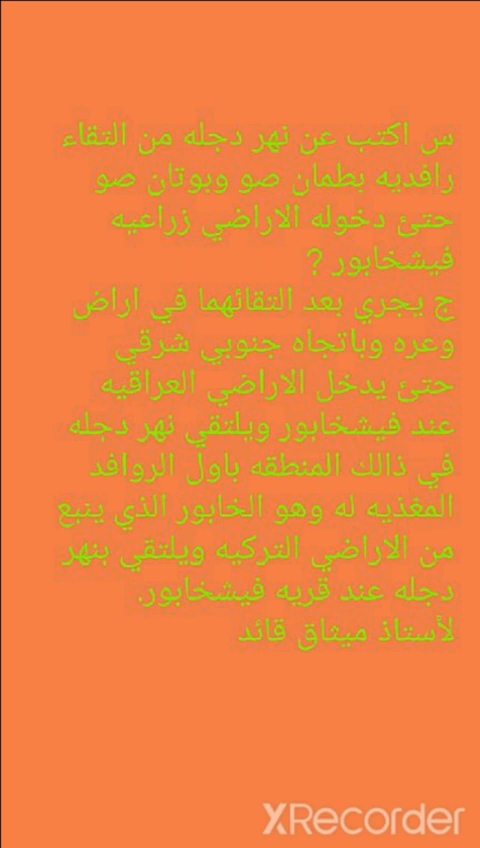 س اكتب عن نهر دجله من التقاء
رافديه بطمان صو وبوتان صو
حتئ دخوله الاراضي زراعيه
فيشخابور ?
ج يجري بعد التقائهما في اراض
وعره وباتجاه جنوبي شرقي
حتئ يدخل الاراضي العراقيه
عند فيشخابور ويلتقي نهر دجله
في ذالك المنطقه باول الروافد
المغذيه له وهو الخابور الذي ينبع
من الاراضي التركيه ويلتقي بنهر
دجله عند قريه فيشخابور.
لأستاذ ميثاق قائد
XRecorder